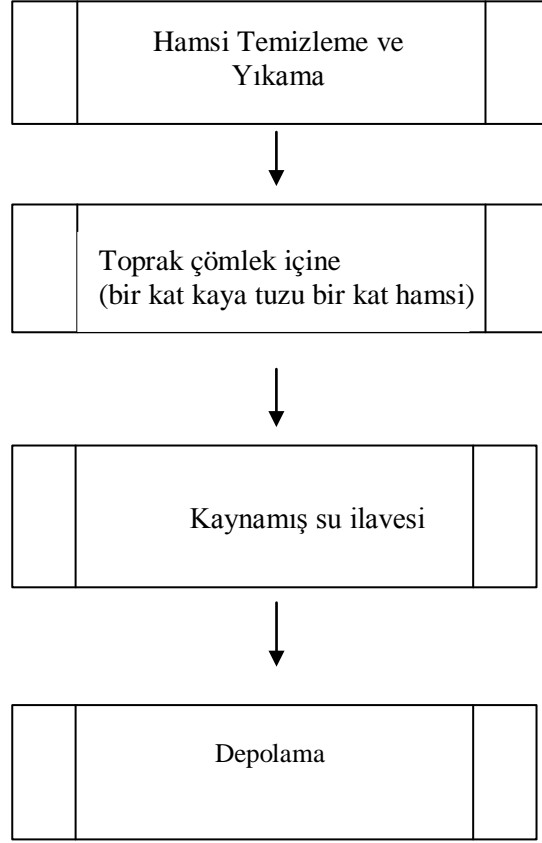 Hamsi Temizleme ve
Yıkama
Toprak çömlek içine
(bir kat kaya tuzu bir kat hamsi)
Kaynamış su ilavesi
Depolama